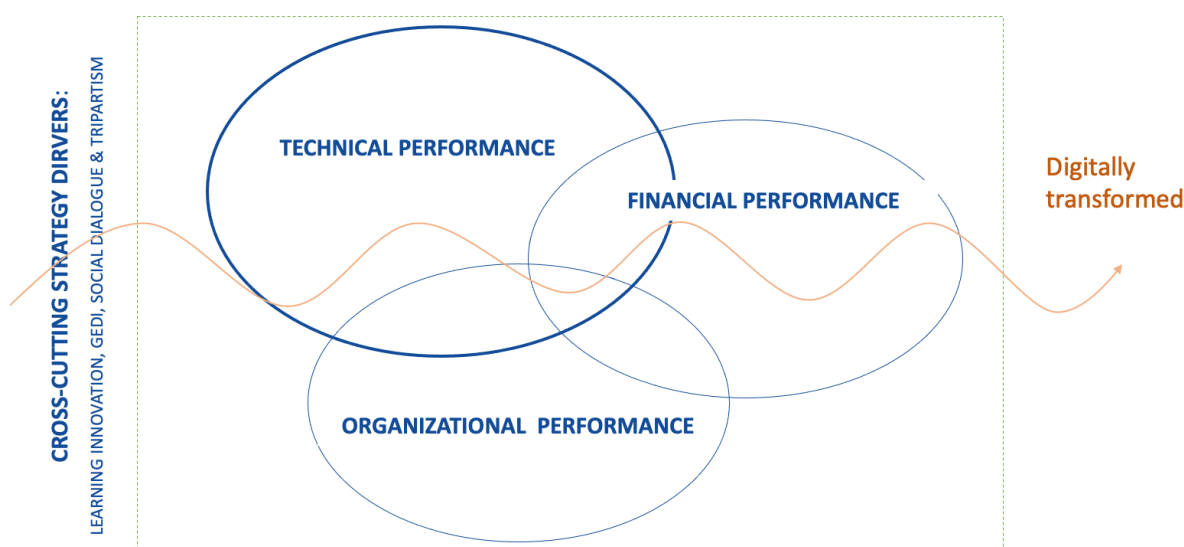 CROSS-CUTTING STRATEGY DIRVERS:
LEARNING INNOVATION, GEDI, SOCIAL DIALOGUE & TRIPARTISM
TECHNICAL PERFORMANCE
FINANCIAL PERFORMANCE
ORGANIZATIONAL PERFORMANCE
Digitally
transformed